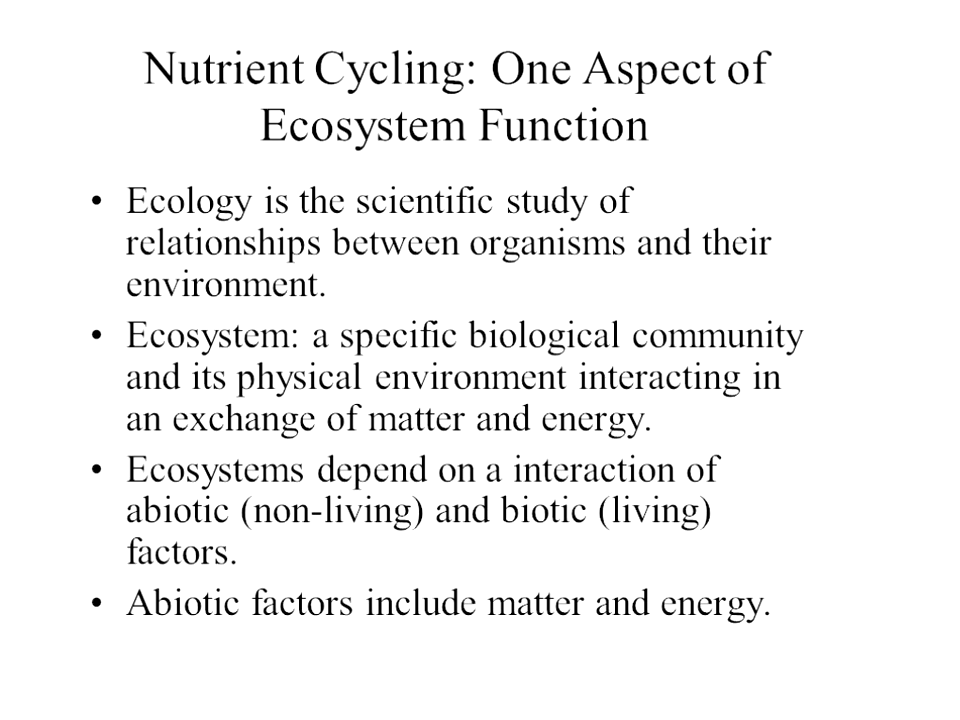 Nutrient Cycling: One Aspect of
Ecosystem Function
• Ecology is the scientific study of
relationships between organisms and their
environment.
• Ecosystem: a specific biological community
and its physical environment interacting in
an exchange of matter and energy.
• Ecosystems depend on a interaction of
abiotic (non-living) and biotic (living)
factors.
• Abiotic factors include matter and energy.